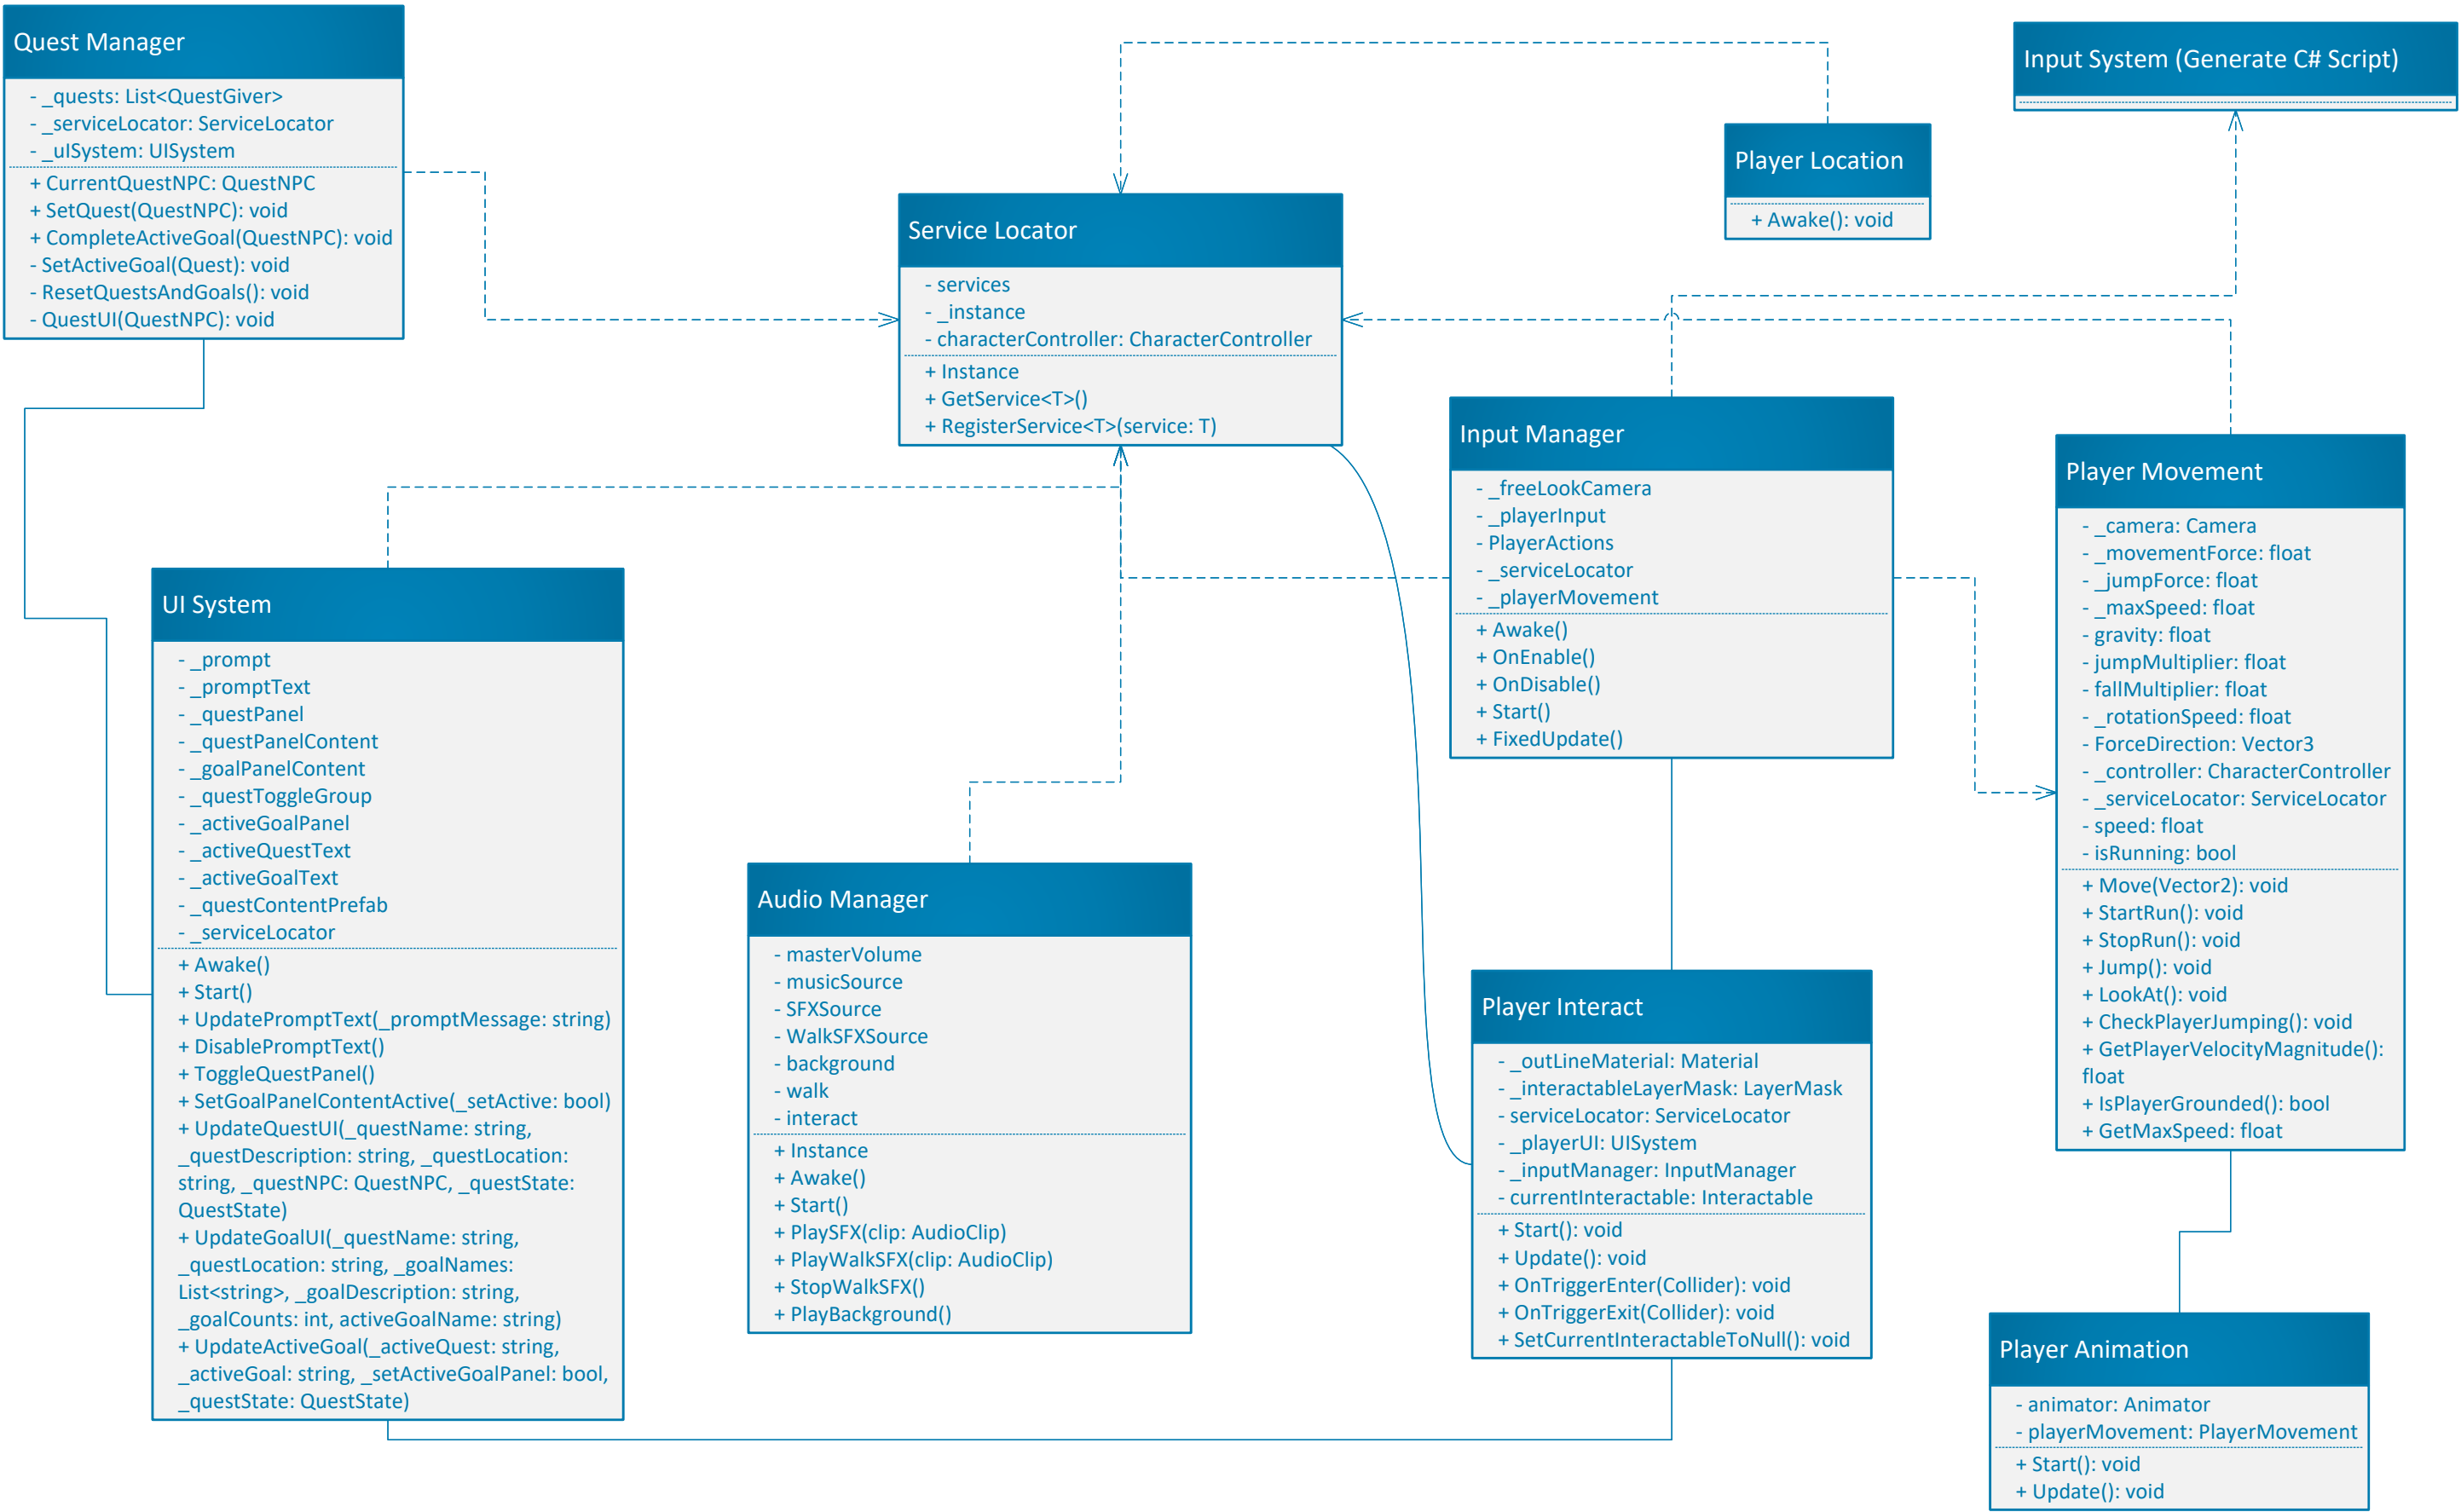 Quest Manager
- _quests: List<QuestGiver>
- _serviceLocator: ServiceLocator
- _uISystem: UISystem
+ CurrentQuestNPC: QuestNPC
+ SetQuest(QuestNPC): void
+ CompleteActiveGoal(QuestNPC): void
- SetActiveGoal(Quest): void
- ResetQuestsAndGoals(): void
- QuestUI(QuestNPC): void
Input System (Generate C# Script)
Player Location
+ Awake(): void
Service Locator
- services
- _instance
- characterController: CharacterController
+ Instance
+ GetService<T>()
+ RegisterService<T>(service: T)
Input Manager
- _freeLookCamera
- _playerInput
- PlayerActions
- _serviceLocator
- _playerMovement
+ Awake()
+ OnEnable()
+ OnDisable()
+ Start()
+ FixedUpdate()
Player Movement
- _camera: Camera
- _movementForce: float
- _jumpForce: float
- _maxSpeed: float
- gravity: float
- jumpMultiplier: float
- fallMultiplier: float
- _rotationSpeed: float
- ForceDirection: Vector3
- _controller: CharacterController
- _serviceLocator: ServiceLocator
- speed: float
- isRunning: bool
+ Move(Vector2): void
+ StartRun(): void
+ StopRun(): void
+ Jump(): void
+ LookAt(): void
+ CheckPlayerJumping(): void
+ GetPlayerVelocityMagnitude():
float
+ IsPlayerGrounded(): bool
+ GetMaxSpeed: float
UI System
- _prompt
- _promptText
- _questPanel
- _questPanelContent
- _goalPanelContent
- _questToggleGroup
- _activeGoalPanel
- _activeQuestText
- _activeGoalText
- _questContentPrefab
- _serviceLocator
+ Awake()
+ Start()
+ UpdatePromptText(_promptMessage: string)
+ DisablePromptText()
+ ToggleQuestPanel()
+ SetGoalPanelContentActive(_setActive: bool)
+ UpdateQuestUI(_questName: string,
_questDescription: string, _questLocation:
string, _questNPC: QuestNPC, _questState:
QuestState)
+ UpdateGoalUI(_questName: string,
_questLocation: string, _goalNames:
List<string>, _goalDescription: string,
_goalCounts: int, activeGoalName: string)
+ UpdateActiveGoal(_activeQuest: string,
_activeGoal: string, _setActiveGoalPanel: bool,
_questState: QuestState)
Audio Manager
- masterVolume
- musicSource
- SFXSource
- WalkSFXSource
- background
- walk
- interact
+ Instance
+ Awake()
+ Start()
+ PlaySFX(clip: AudioClip)
+ PlayWalkSFX(clip: AudioClip)
+ StopWalkSFX()
+ PlayBackground()
Player Interact
- _outLineMaterial: Material
- _interactableLayerMask: LayerMask
- serviceLocator: ServiceLocator
- _playerUI: UISystem
- _inputManager: InputManager
- currentInteractable: Interactable
+ Start(): void
+ Update(): void
+ OnTriggerEnter(Collider): void
+ OnTriggerExit(Collider): void
+ SetCurrentInteractableToNull(): void
Player Animation
- animator: Animator
- playerMovement: PlayerMovement
+ Start(): void
+ Update(): void